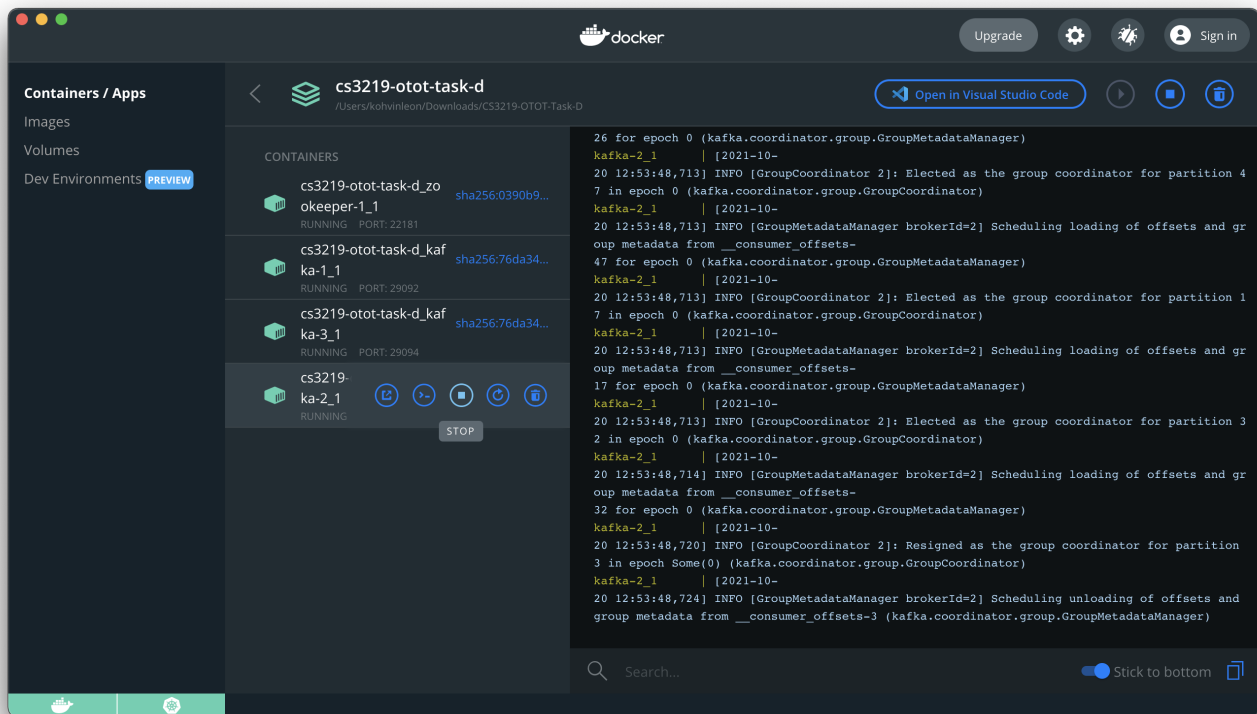 docker
Upgrade
Sign in
Containers / Apps
Images
Volumes
Dev Environments PREVIEW
cs3219-otot-task-d
/Users/kohvinleon/Downloads/CS3219-OTOT-Task-D
Open in Visual Studio Code
CONTAINERS
cs3219-otot-task-d_zo
okeeper-1_1
sha256:0390b9...
RUNNING PORT: 22181
cs3219-otot-task-d_kaf
ka-1_1
sha256:76da34...
RUNNING PORT: 29092
cs3219-otot-task-d_kaf
ka-3_1
sha256:76da34...
RUNNING PORT: 29094
cs3219-
ka-2_1
RUNNING
STOP
26 for epoch 0 (kafka.coordinator.group.GroupMetadataManager)
kafka-2_1 | [2021-10-
20 12:53:48,713] INFO [GroupCoordinator 2]: Elected as the group coordinator for partition 4
7 in epoch 0 (kafka.coordinator.group.GroupCoordinator)
kafka-2_1 | [2021-10-
20 12:53:48,713] INFO [GroupMetadataManager brokerId=2] Scheduling loading of offsets and gr
oup metadata from __consumer_offsets-
47 for epoch 0 (kafka.coordinator.group.GroupMetadataManager)
kafka-2_1 | [2021-10-
20 12:53:48,713] INFO [GroupCoordinator 2]: Elected as the group coordinator for partition 1
7 in epoch 0 (kafka.coordinator.group.GroupCoordinator)
kafka-2_1 | [2021-10-
20 12:53:48,713] INFO [GroupMetadataManager brokerId=2] Scheduling loading of offsets and gr
oup metadata from __consumer_offsets-
17 for epoch 0 (kafka.coordinator.group.GroupMetadataManager)
kafka-2_1 | [2021-10-
20 12:53:48,713] INFO [GroupCoordinator 2]: Elected as the group coordinator for partition 3
2 in epoch 0 (kafka.coordinator.group.GroupCoordinator)
kafka-2_1 | [2021-10-
20 12:53:48,714] INFO [GroupMetadataManager brokerId=2] Scheduling loading of offsets and gr
oup metadata from __consumer_offsets-
32 for epoch 0 (kafka.coordinator.group.GroupMetadataManager)
kafka-2_1 | [2021-10-
20 12:53:48,720] INFO [GroupCoordinator 2]: Resigned as the group coordinator for partition
3 in epoch Some(0) (kafka.coordinator.group.GroupCoordinator)
kafka-2_1 | [2021-10-
20 12:53:48,724] INFO [GroupMetadataManager brokerId=2] Scheduling unloading of offsets and
group metadata from __consumer_offsets-3 (kafka.coordinator.group.GroupMetadataManager)
Search...
Stick to bottom